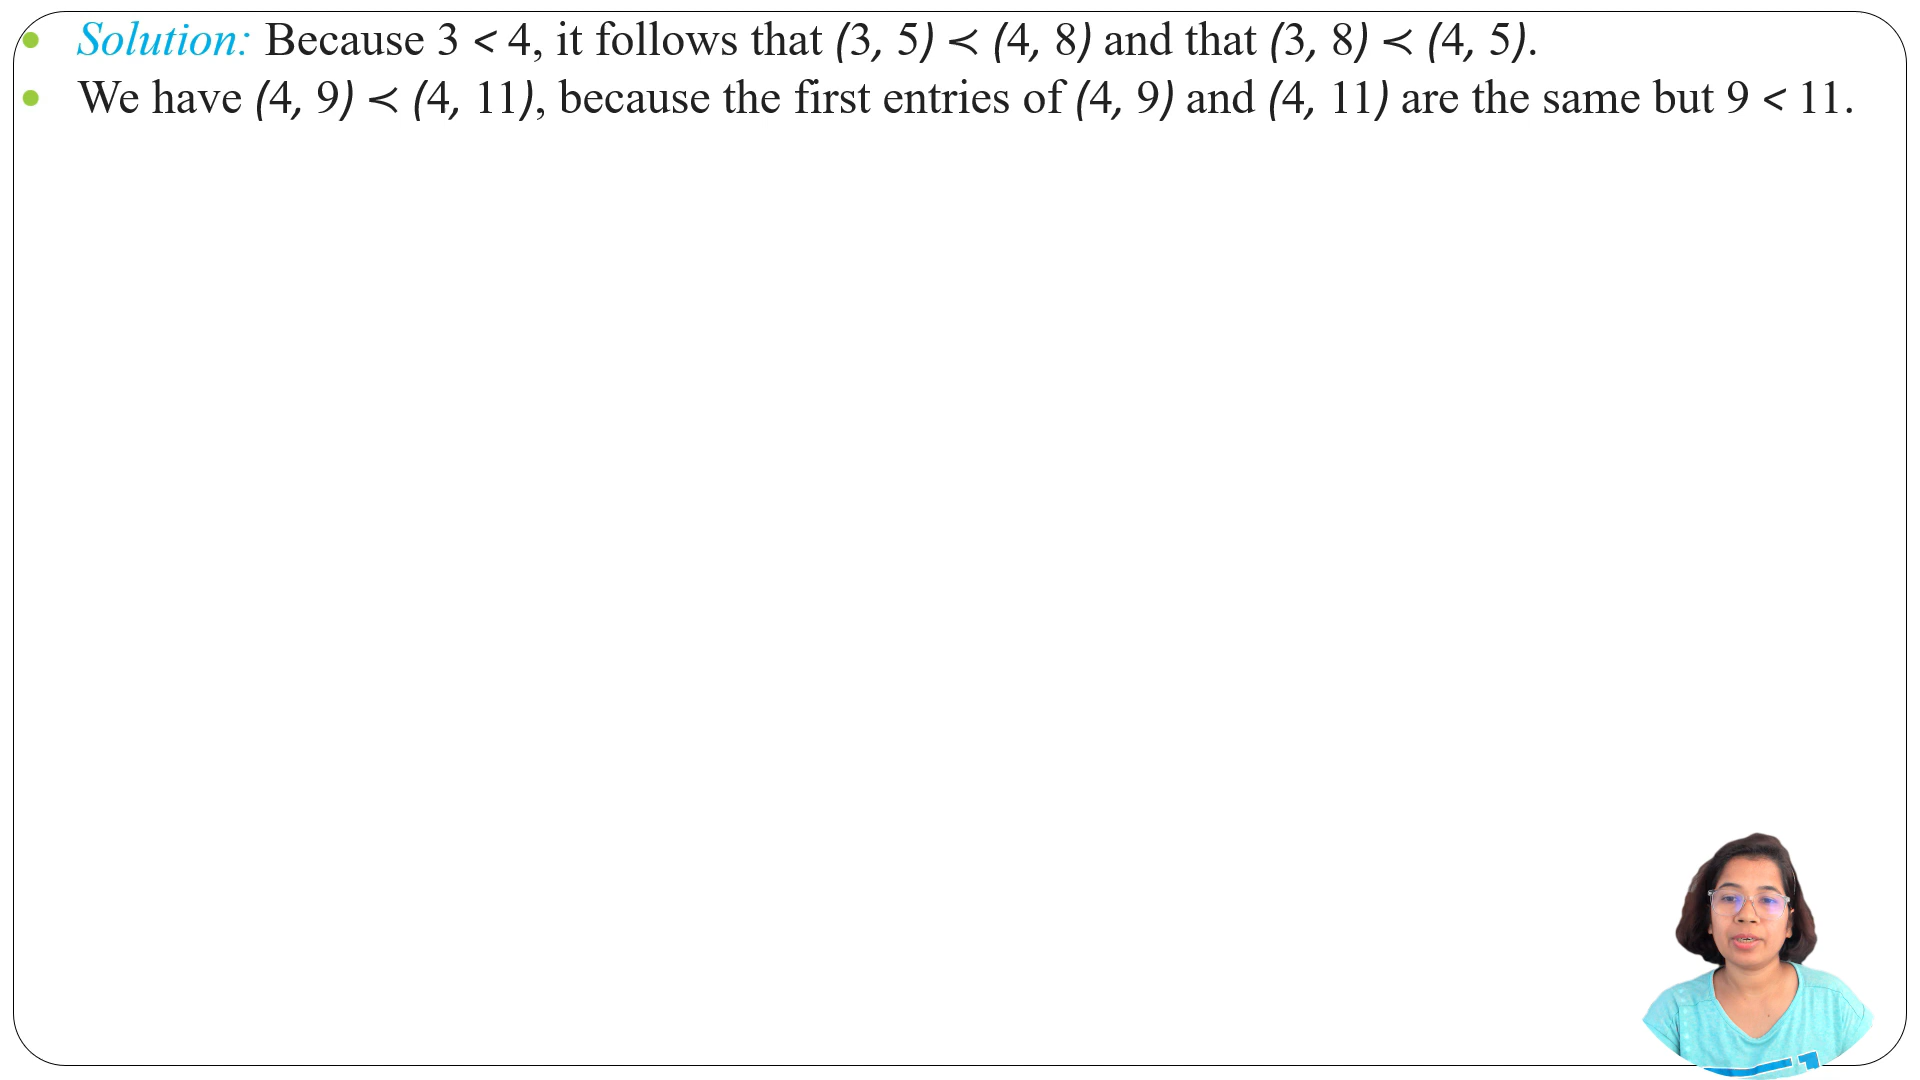 Solution: Because 3 < 4, it follows that (3, 5) ≺ (4, 8) and that (3, 8) ≺ (4, 5).
We have (4, 9) ≺ (4, 11), because the first entries of (4, 9) and (4, 11) are the same but 9 < 11.